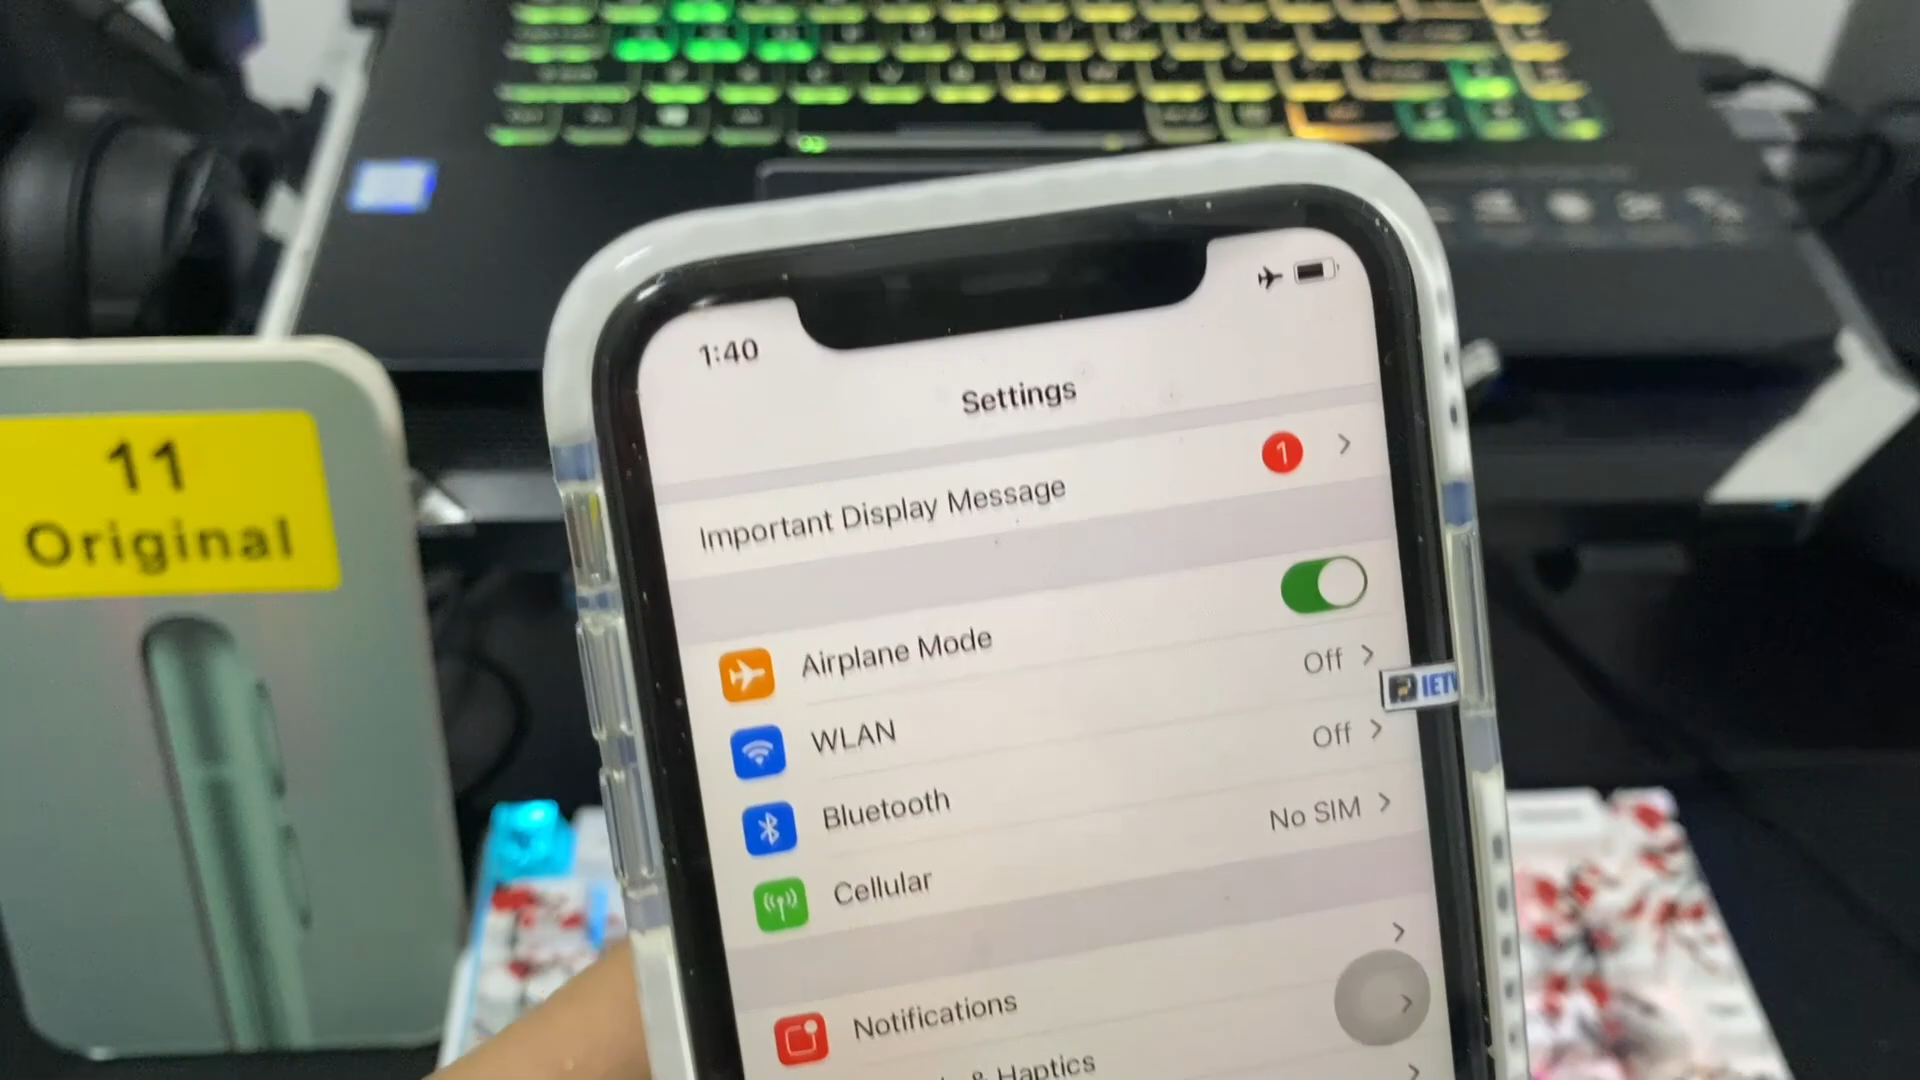 11
Original
1:40
Settings
Important Display Message
1
Airplane Mode
WLAN
Off
Bluetooth
Off
Cellular
No SIM
Notifications
& Haptics
IETV